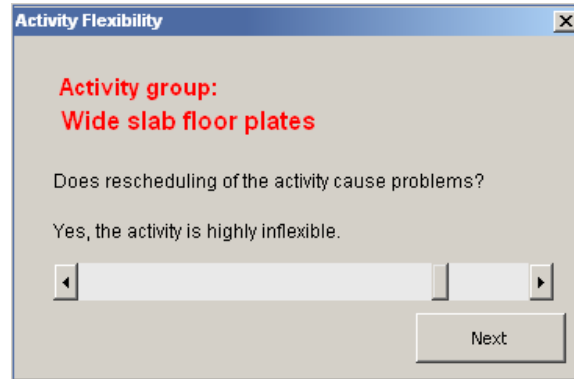 Activity Flexibility
Activity group:
Wide slab floor plates
Does rescheduling of the activity cause problems?
Yes, the activity is highly inflexible.
Next